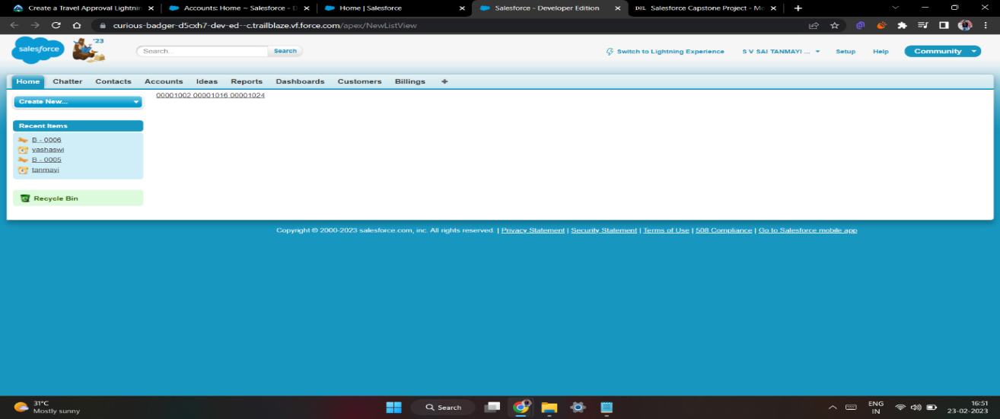 Create a Travel Approval Lightnin
Accounts: Home ~ Salesforce - D
Home | Salesforce
Salesforce - Developer Edition
Salesforce Capstone Project - Mo
curious-badger-d5cxh7-dev-ed--c.trailblaze.vf.force.com/apex/NewListView
salesforce
'23
Search...
Search
Switch to Lightning Experience
S V SAI TANMAYI ...
Setup
Help
Community
Home Chatter Contacts Accounts Ideas Reports Dashboards Customers Billings +
Create New...
00001002 00001016 00001024
Recent Items
B - 0006
yashaswi
B - 0005
tanmayi
Recycle Bin
Copyright © 2000-2023 salesforce.com, inc. All rights reserved. | Privacy Statement | Security Statement | Terms of Use | 508 Compliance | Go to Salesforce mobile app
31°C
Mostly sunny
Search
ENG
IN
16:51
23-02-2023